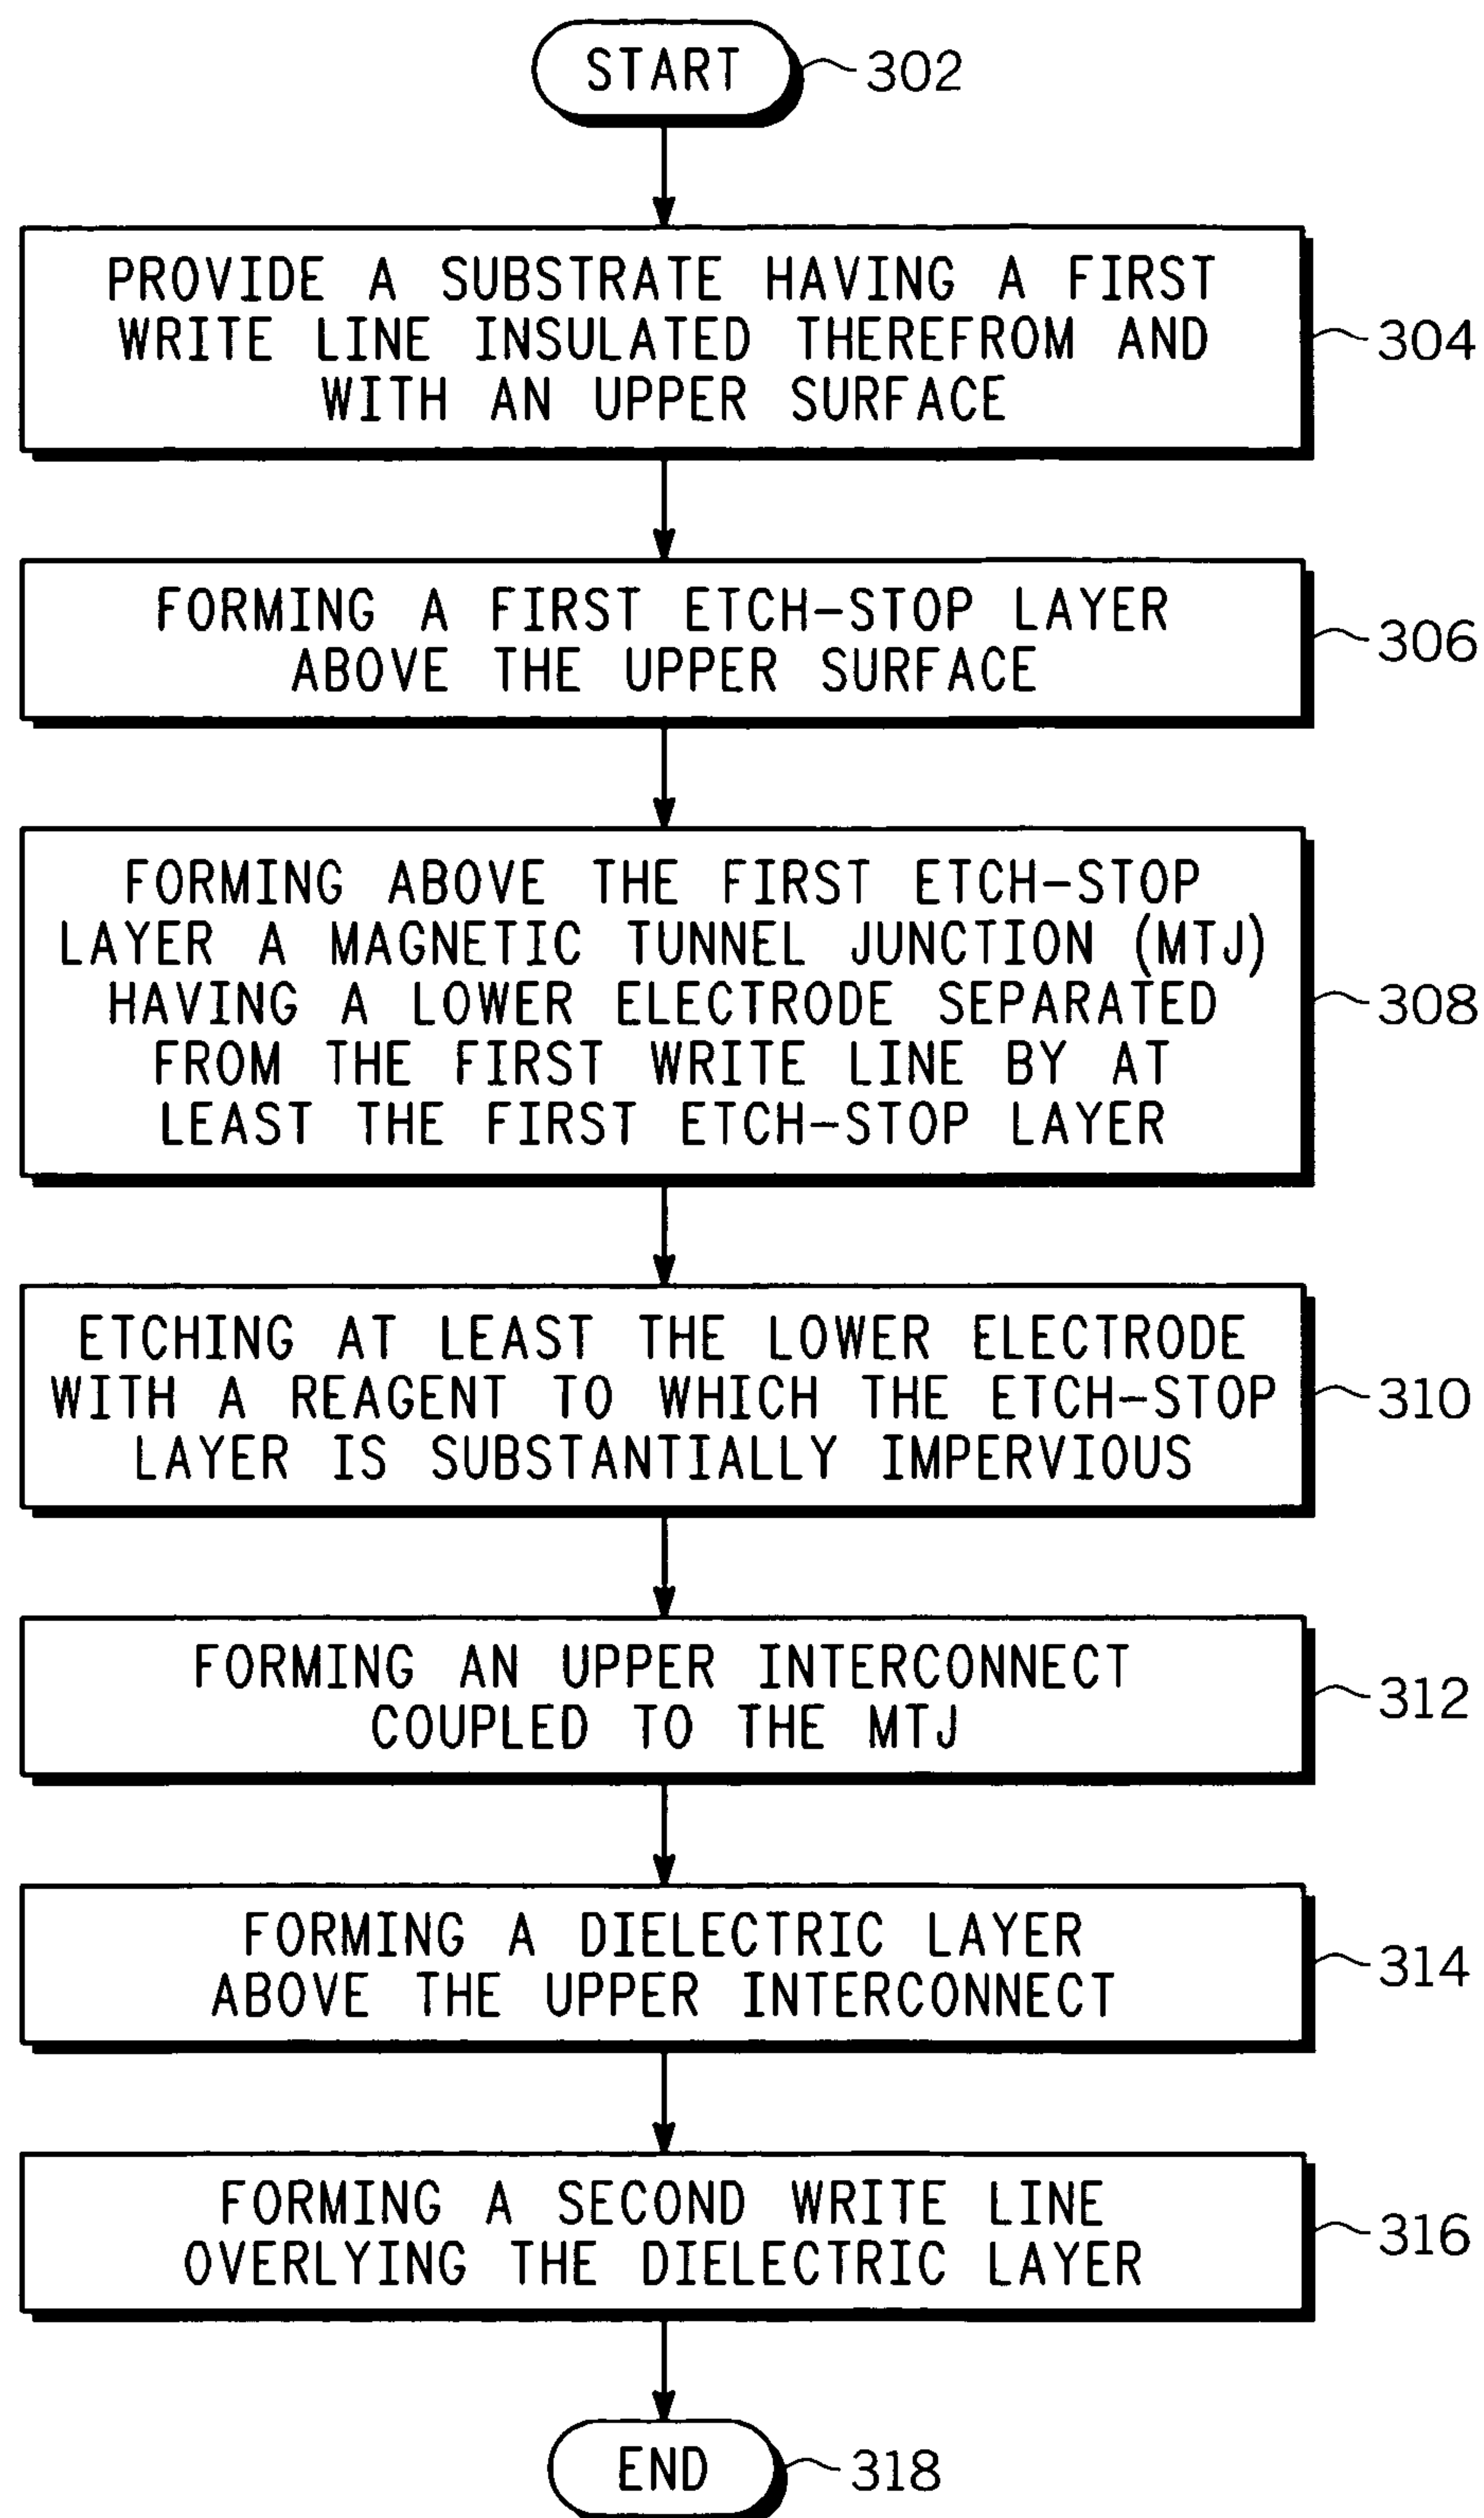 START
302
PROVIDE A SUBSTRATE HAVING A FIRST
WRITE LINE INSULATED THEREFROM AND
WITH AN UPPER SURFACE
304
FORMING A FIRST ETCH-STOP LAYER
ABOVE THE UPPER SURFACE
306
FORMING ABOVE THE FIRST ETCH-STOP
LAYER A MAGNETIC TUNNEL JUNCTION (MTJ)
HAVING A LOWER ELECTRODE SEPARATED
FROM THE FIRST WRITE LINE BY AT
LEAST THE FIRST ETCH-STOP LAYER
308
ETCHING AT LEAST THE LOWER ELECTRODE
WITH A REAGENT TO WHICH THE ETCH-STOP
LAYER IS SUBSTANTIALLY IMPERVIOUS
310
FORMING AN UPPER INTERCONNECT
COUPLED TO THE MTJ
312
FORMING A DIELECTRIC LAYER
ABOVE THE UPPER INTERCONNECT
314
FORMING A SECOND WRITE LINE
OVERLYING THE DIELECTRIC LAYER
316
END
318